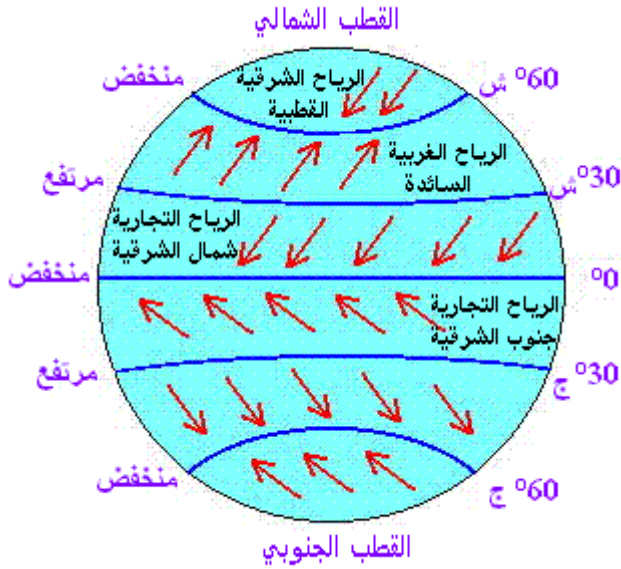 القطب الشمالي
60° ش
الرياح الشرقية
القطبية
منخفض
الرياح الغربية
السائدة
30° ش
مرتفع
الرياح التجارية
شمال الشرقية
0°
منخفض
الرياح التجارية
جنوب الشرقية
30° ج
مرتفع
60° ج
منخفض
القطب الجنوبي